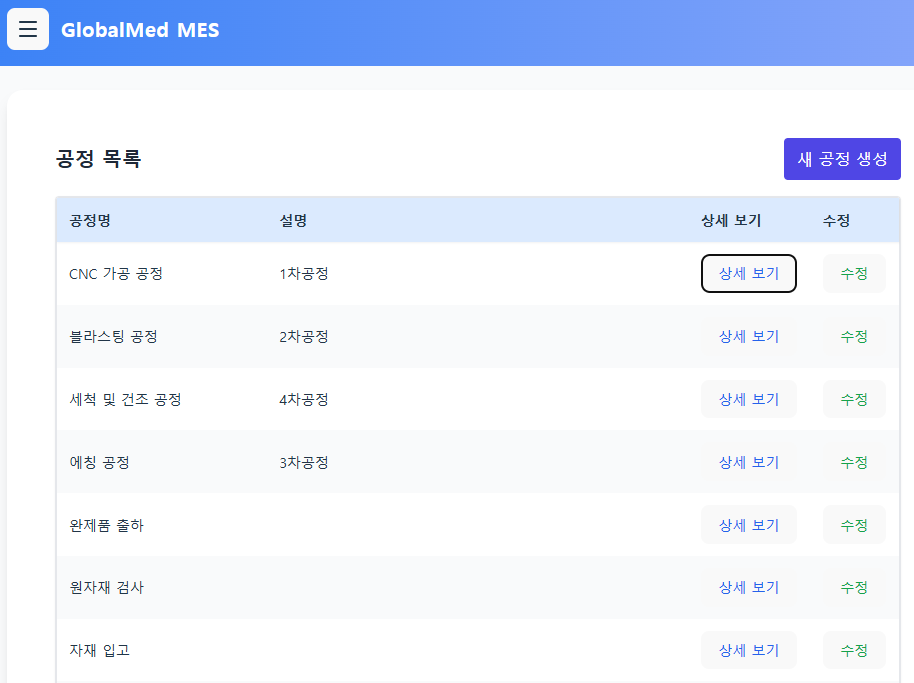 GlobalMed MES
공정 목록
새 공정 생성
공정명 설명 상세 보기 수정
CNC 가공 공정 1차공정 상세 보기 수정
블라스팅 공정 2차공정 상세 보기 수정
세척 및 건조 공정 4차공정 상세 보기 수정
에칭 공정 3차공정 상세 보기 수정
완제품 출하 상세 보기 수정
원자재 검사 상세 보기 수정
자재 입고 상세 보기 수정